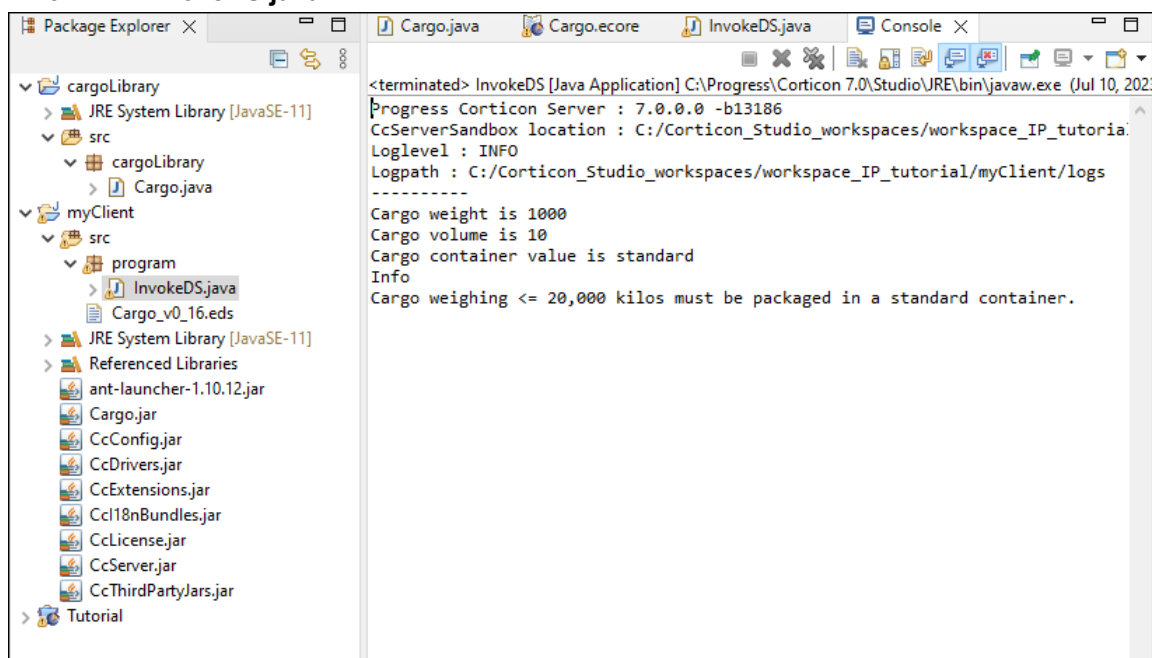 Package Explorer
cargoLibrary
JRE System Library [JavaSE-11]
src
cargoLibrary
Cargo.java
myClient
src
program
InvokeDS.java
Cargo_v0_16.eds
JRE System Library [JavaSE-11]
Referenced Libraries
ant-launcher-1.10.12.jar
Cargo.jar
CcConfig.jar
CcDrivers.jar
CcExtensions.jar
CcI18nBundles.jar
CcLicense.jar
CcServer.jar
CcThirdPartyJars.jar
Tutorial
Cargo.java Cargo.ecore InvokeDS.java Console
<terminated> InvokeDS [Java Application] C:\Progress\Corticon 7.0\Studio\JRE\bin\javaw.exe (Jul 10, 202
Progress Corticon Server : 7.0.0.0 -b13186
CcServerSandbox location : C:/Corticon_Studio_workspaces/workspace_IP_tutoria
Loglevel : INFO
Logpath : C:/Corticon_Studio_workspaces/workspace_IP_tutorial/myClient/logs
----------
Cargo weight is 1000
Cargo volume is 10
Cargo container value is standard
Info
Cargo weighing <= 20,000 kilos must be packaged in a standard container.